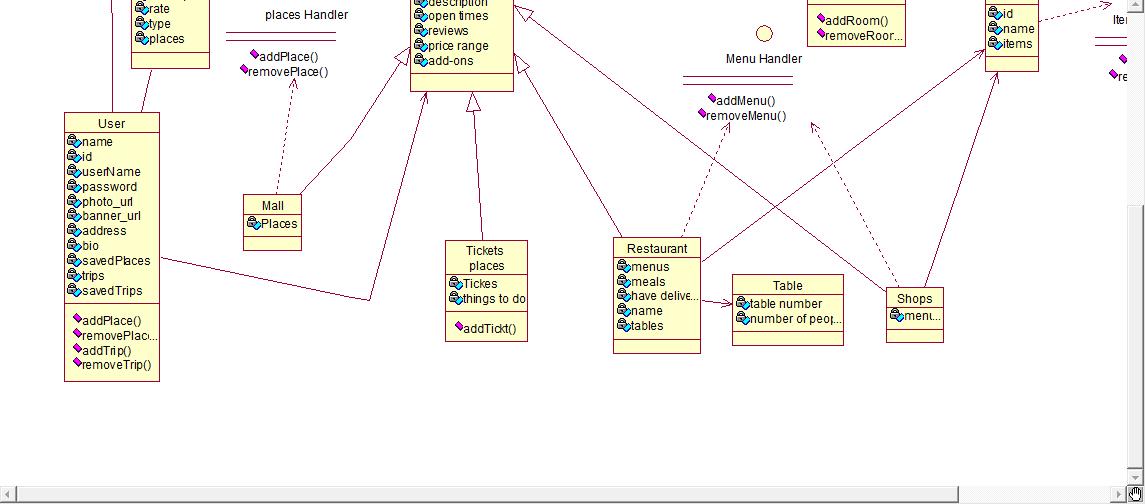 rate
type
places
places Handler
addPlace()
removePlace()
description
open times
reviews
price range
add-ons
Menu Handler
addMenu()
removeMenu()
addRoom()
removeRoor...
id
name
items
User
name
id
userName
password
photo_url
banner_url
address
bio
savedPlaces
trips
savedTrips
addPlace()
removePlac...
addTrip()
removeTrip()
Mall
Places
Tickets
places
Tickes
things to do
addTickt()
Restaurant
menus
meals
have delive...
name
tables
Table
table number
number of peop...
Shops
menu...